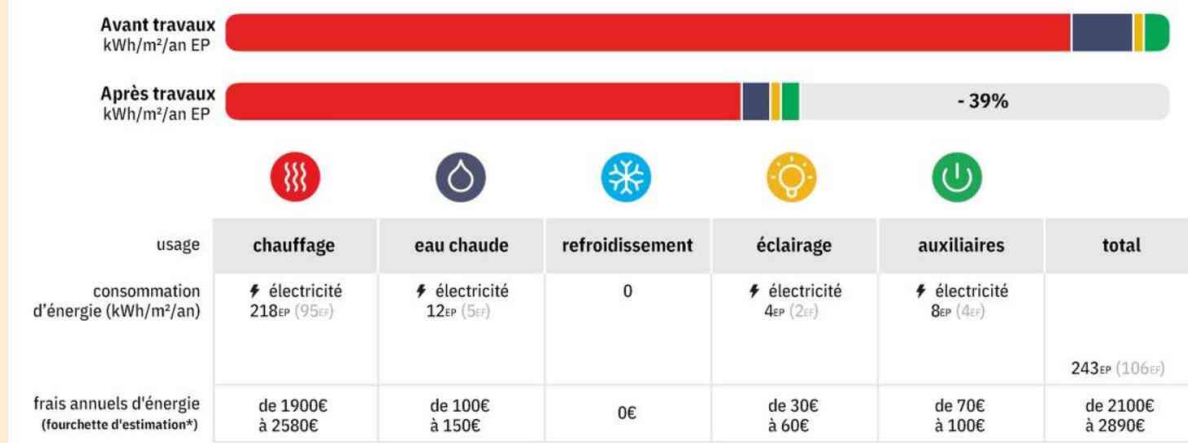 Avant travaux
kWh/m²/an EP
Après travaux
kWh/m²/an EP
- 39%
usage
chauffage
eau chaude
refroidissement
éclairage
auxiliaires
total
consommation
d'énergie (kWh/m²/an)
électricité
218EP (95EF)
électricité
12EP (5EF)
0
électricité
4EP (2EF)
électricité
8EP (4EF)
243EP (106EF)
frais annuels d'énergie
(fourchette d'estimation*)
de 1900€
à 2580€
de 100€
à 150€
0€
de 30€
à 60€
de 70€
à 100€
de 2100€
à 2890€